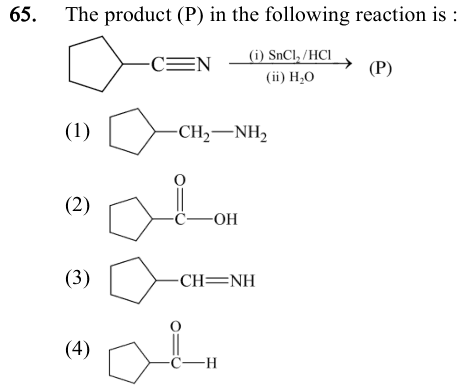 65. The product (P) in the following reaction is :
C≡N (i) SnCl₂/HCl (P)
(ii) H₂O
(1) CH₂—NH₂
(2) O
C—OH
(3) CH=NH
(4) O
C—H